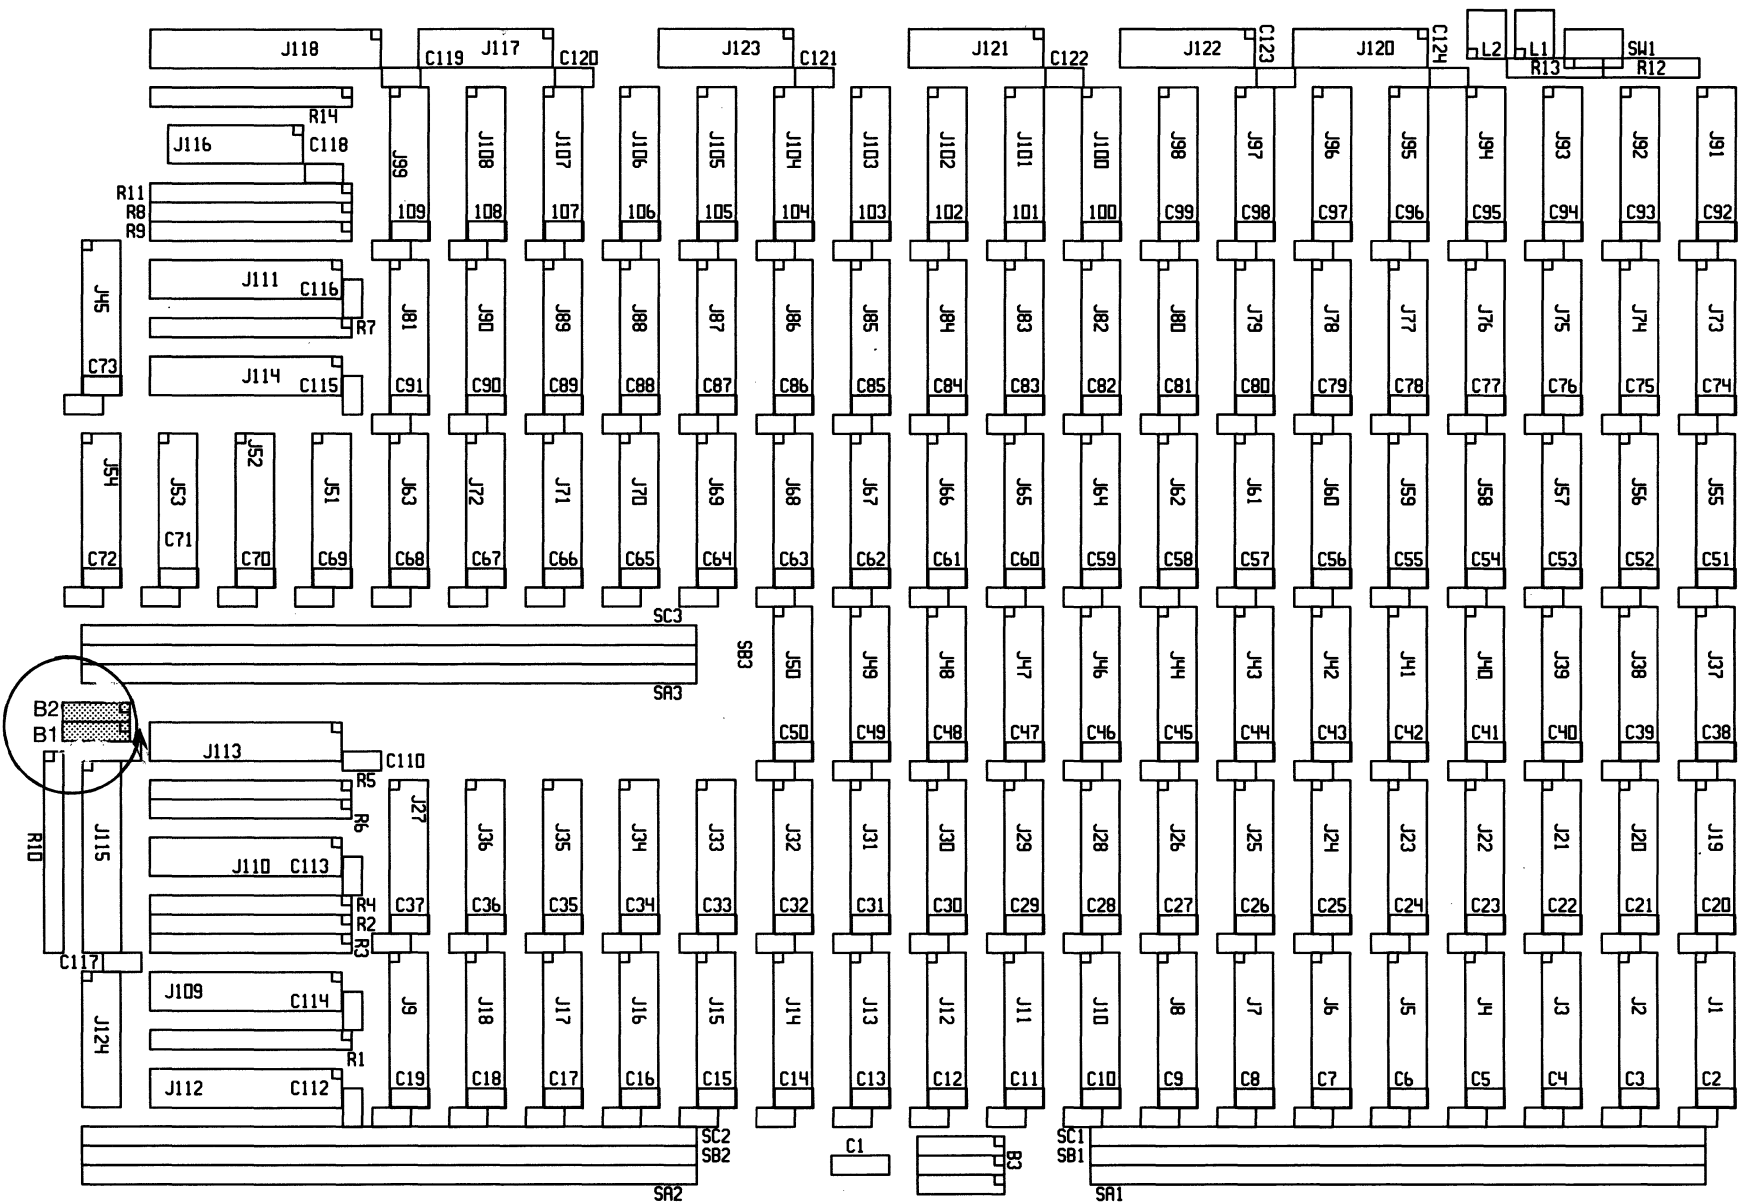 J118 C119 J117 C120 J123 C121 J121 C122 J122 C123 J120 C124 L2 L1 SW1
R13 R12
R14
J116 C118
J99 J108 J107 J106 J105 J104 J103 J102 J101 J100 J98 J97 J96 J95 J94 J93 J92 J91
R11
R8
R9
109 108 107 106 105 104 103 102 101 100 C99 C98 C97 C96 C95 C94 C93 C92
J45 J111 C116 J81 J90 J89 J88 J87 J86 J85 J84 J83 J82 J80 J79 J78 J77 J76 J75 J74 J73
R7
C73 J114 C115 C91 C90 C89 C88 C87 C86 C85 C84 C83 C82 C81 C80 C79 C78 C77 C76 C75 C74
J54 J53 J52 J51 J63 J72 J71 J70 J69 J68 J67 J66 J65 J64 J62 J61 J60 J59 J58 J57 J56 J55
C72 C71 C70 C69 C68 C67 C66 C65 C64 C63 C62 C61 C60 C59 C58 C57 C56 C55 C54 C53 C52 C51
SC3
SB3
SA3
J50 J49 J48 J47 J46 J44 J43 J42 J41 J40 J39 J38 J37
B2
B1
C50 C49 C48 C47 C46 C45 C44 C43 C42 C41 C40 C39 C38
J113 C110
R5
R6
R10 J115 J110 C113 J27 J36 J35 J34 J33 J32 J31 J30 J29 J28 J26 J25 J24 J23 J22 J21 J20 J19
R4
R2
R3
C37 C36 C35 C34 C33 C32 C31 C30 C29 C28 C27 C26 C25 C24 C23 C22 C21 C20
C117
J124 J109 C114 J9 J18 J17 J16 J15 J14 J13 J12 J11 J10 J8 J7 J6 J5 J4 J3 J2 J1
R1
J112 C112 C19 C18 C17 C16 C15 C14 C13 C12 C11 C10 C9 C8 C7 C6 C5 C4 C3 C2
SC2 C1 B3 SC1
SB2 SB1
SA2 SA1